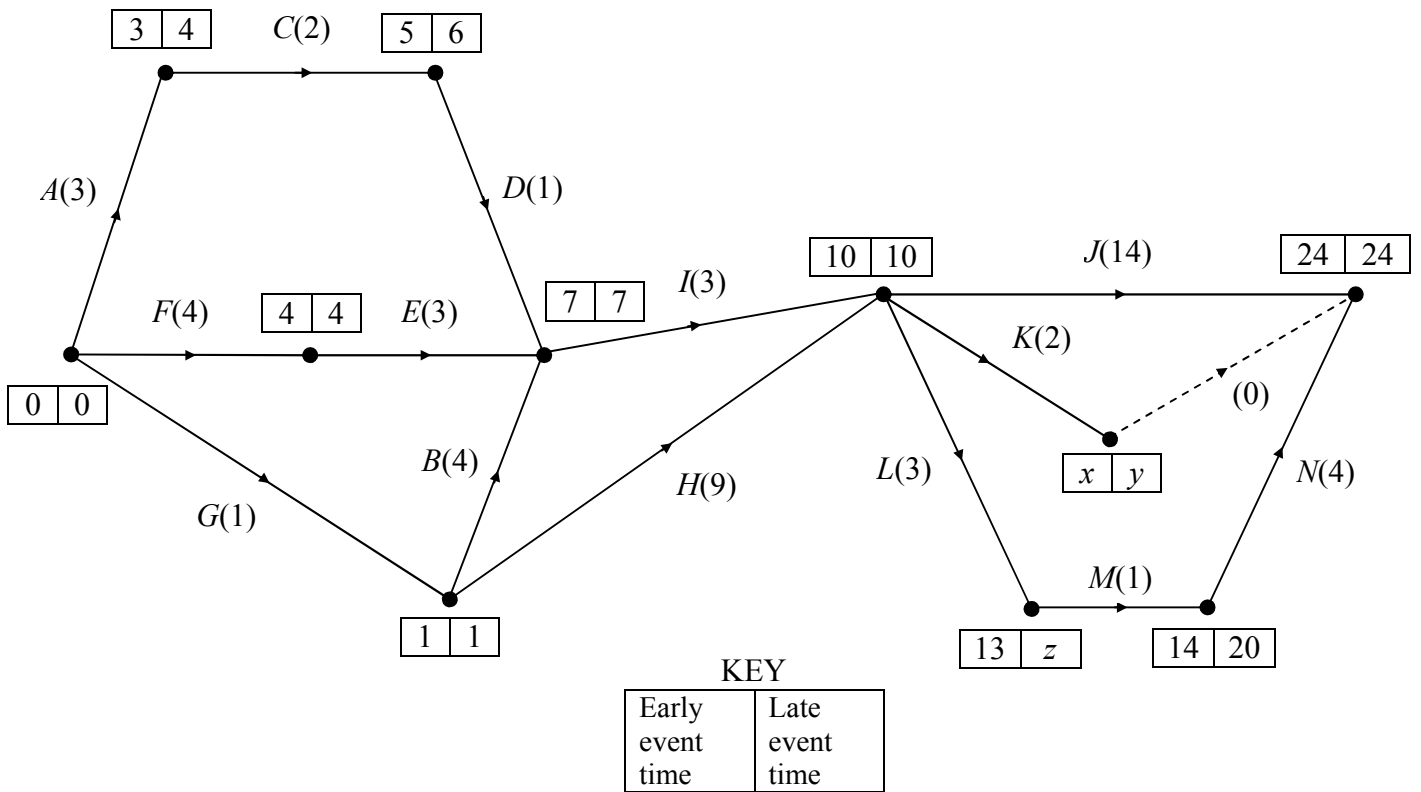 3 4
C(2)
5 6
A(3)
D(1)
10 10
J(14)
24 24
F(4)
4 4
E(3)
7 7
I(3)
K(2)
0 0
(0)
B(4)
H(9)
L(3)
x y
N(4)
G(1)
M(1)
1 1
13 z
14 20
KEY
Early event time
Late event time